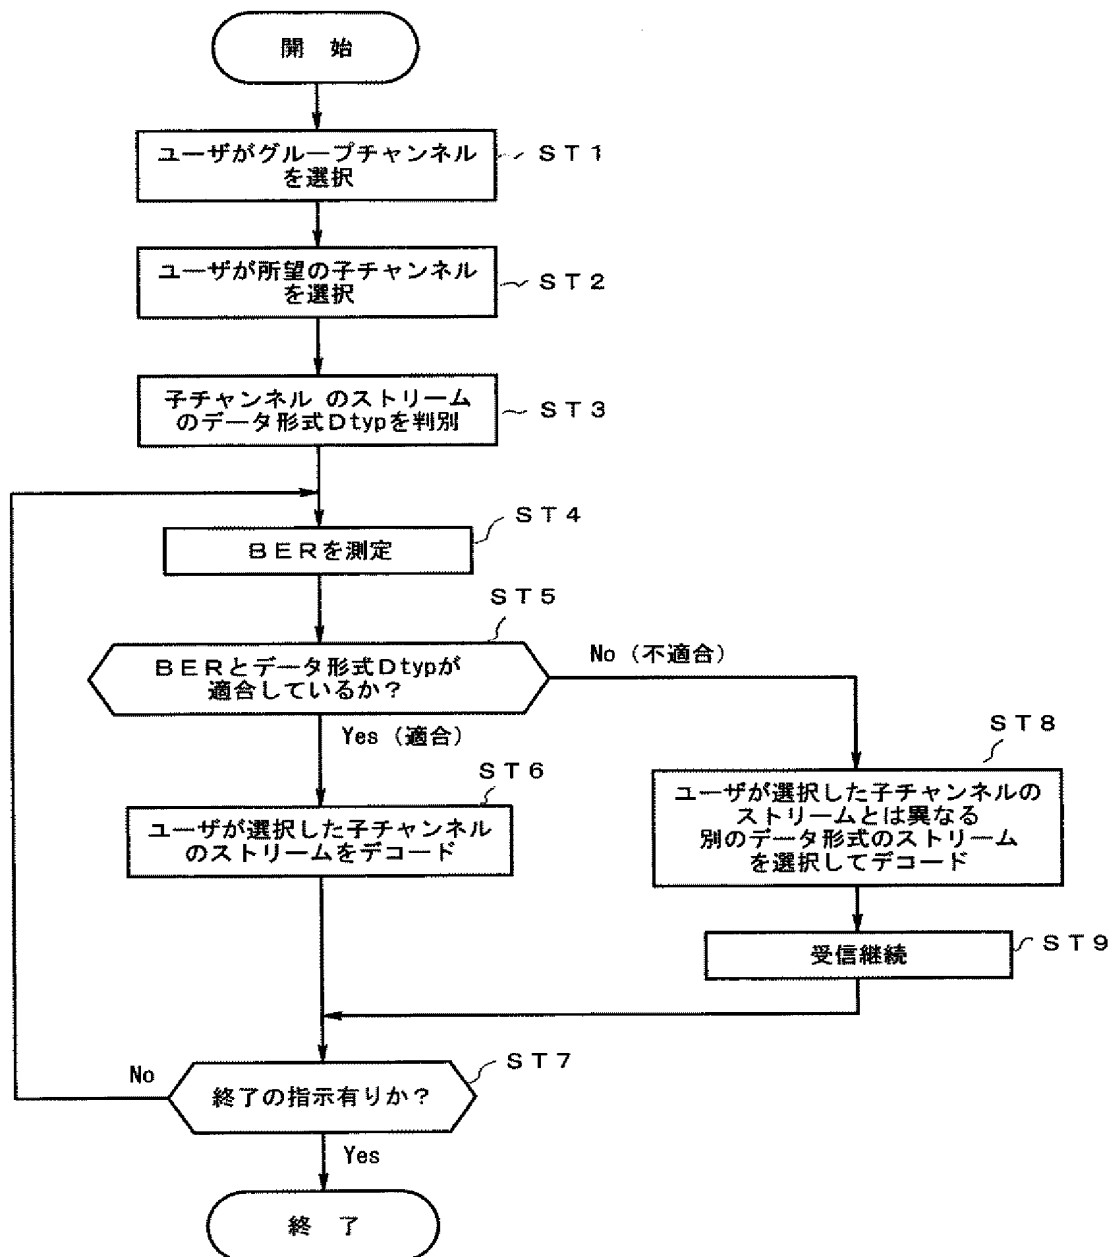 開　始
ユーザがグループチャンネル
を選択
ST1
ユーザが所望の子チャンネル
を選択
ST2
子チャンネル のストリーム
のデータ形式Dtypを判別
ST3
BERを測定
ST4
ST5
BERとデータ形式Dtypが
適合しているか?
No (不適合)
Yes (適合)
ST6
ユーザが選択した子チャンネル
のストリームをデコード
ST8
ユーザが選択した子チャンネルの
ストリームとは異なる
別のデータ形式のストリーム
を選択してデコード
受信継続
ST9
ST7
終了の指示有りか?
No
Yes
終　了